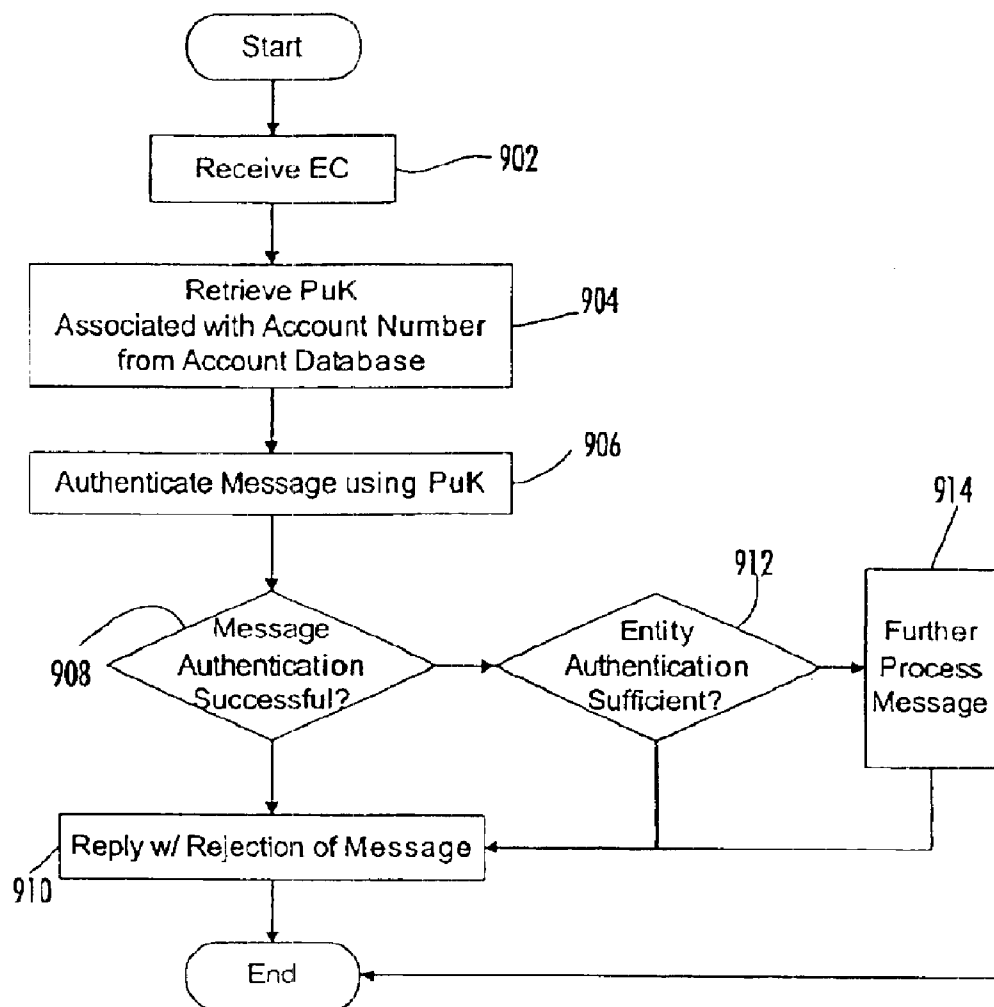 Start
Receive EC
902
Retrieve PuK
Associated with Account Number
from Account Database
904
Authenticate Message using PuK
906
914
912
Message
Authentication
Successful?
908
Entity
Authentication
Sufficient?
Further
Process
Message
Reply w/ Rejection of Message
910
End